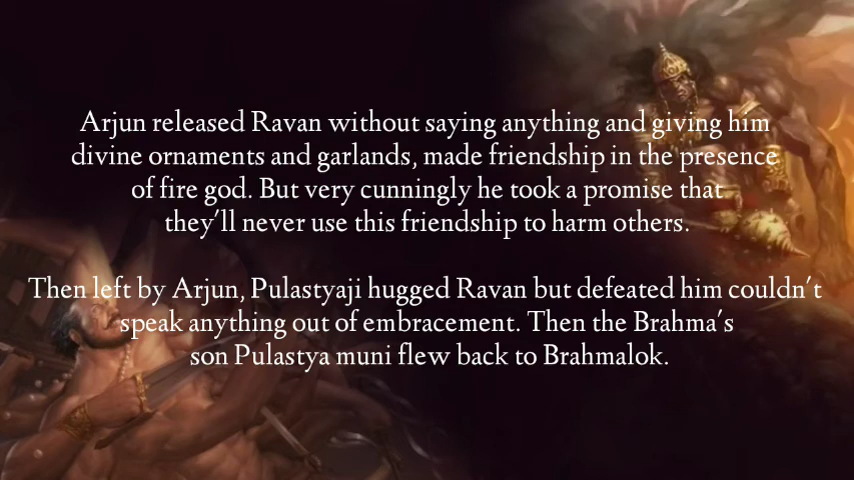 Arjun released Ravan without saying anything and giving him
divine ornaments and garlands, made friendship in the presence
of fire god. But very cunningly he took a promise that
they'll never use this friendship to harm others.
Then left by Arjun, Pulastyaji hugged Ravan but defeated him couldn't
speak anything out of embracement. Then the Brahma's
son Pulastya muni flew back to Brahmalok.